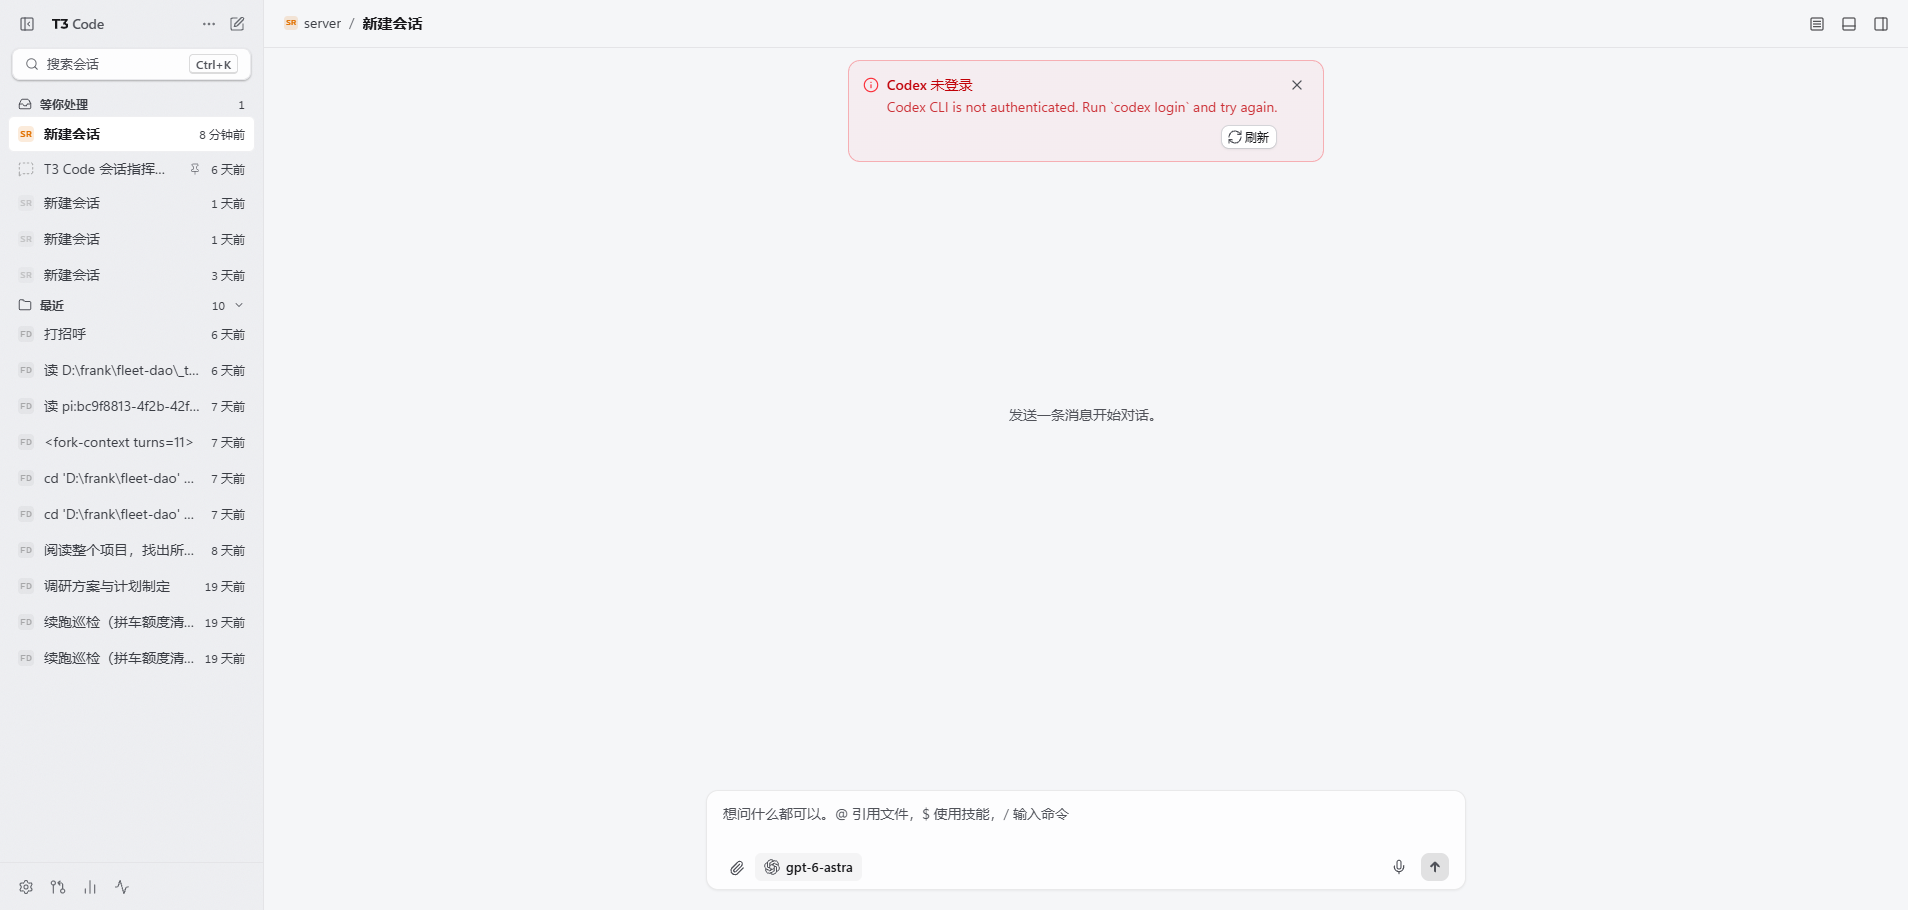 T3 Code
搜索会话 Ctrl+K
等你处理 1
SR 新建会话 8 分钟前
T3 Code 会话指挥... 6 天前
SR 新建会话 1 天前
SR 新建会话 1 天前
SR 新建会话 3 天前
最近 10
FD 打招呼 6 天前
FD 读 D:\frank\fleet-dao\_t... 6 天前
FD 读 pi:bc9f8813-4f2b-42f... 7 天前
FD <fork-context turns=11> 7 天前
FD cd 'D:\frank\fleet-dao' ... 7 天前
FD cd 'D:\frank\fleet-dao' ... 7 天前
FD 阅读整个项目，找出所... 8 天前
FD 调研方案与计划制定 19 天前
FD 续跑巡检（拼车额度清... 19 天前
FD 续跑巡检（拼车额度清... 19 天前
SR server / 新建会话
Codex 未登录
Codex CLI is not authenticated. Run `codex login` and try again.
刷新
发送一条消息开始对话。
想问什么都可以。@ 引用文件，$ 使用技能，/ 输入命令
gpt-6-astra